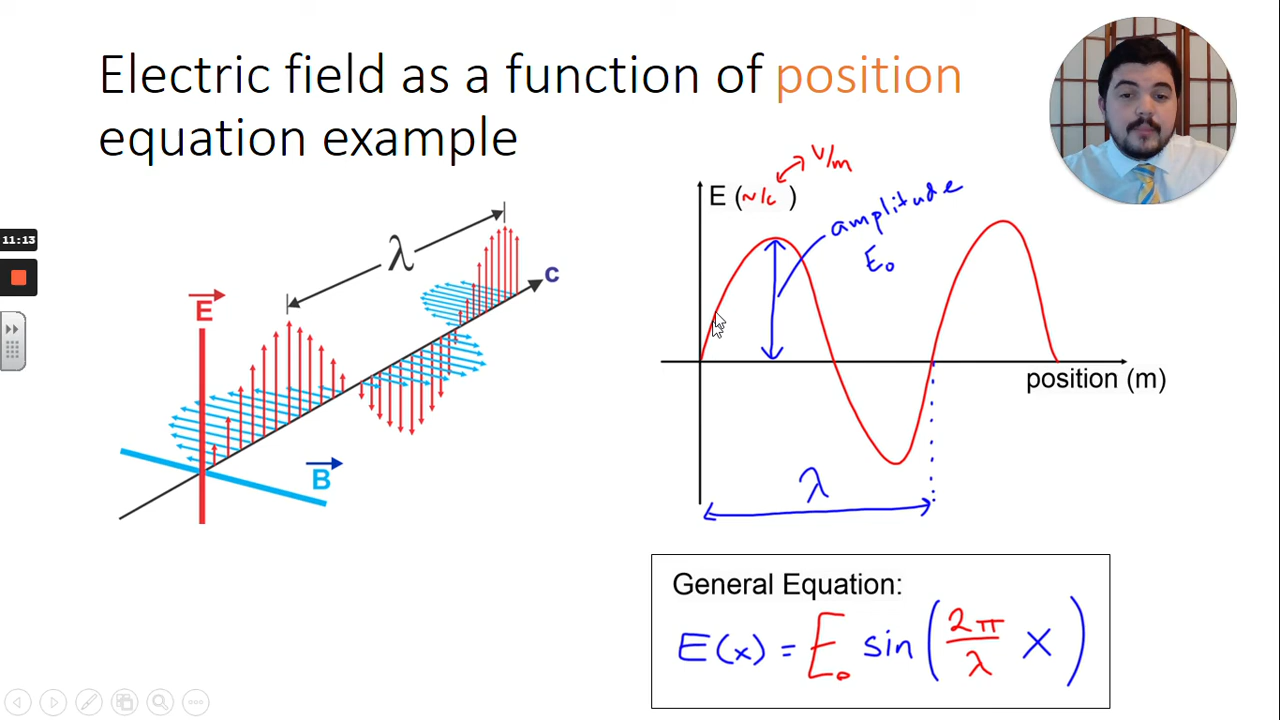 Electric field as a function of position
equation example
11:13
λ
c
E
B
E (N/C)
V/m
amplitude
E₀
position (m)
λ
General Equation:
E(x) = E₀ sin(2π/λ x)